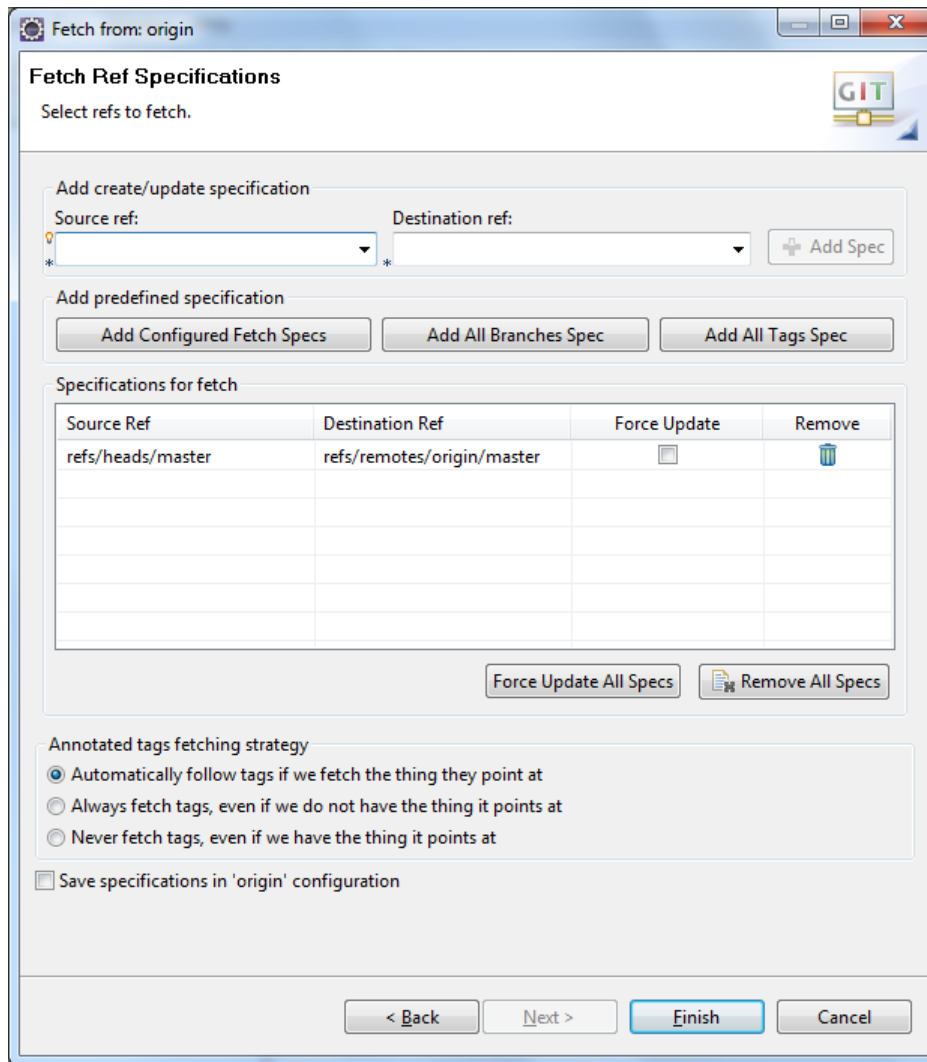 Fetch from: origin
Fetch Ref Specifications
Select refs to fetch.
GIT
Add create/update specification
Source ref: Destination ref:
* * Add Spec
Add predefined specification
Add Configured Fetch Specs Add All Branches Spec Add All Tags Spec
Specifications for fetch
Source Ref Destination Ref Force Update Remove
refs/heads/master refs/remotes/origin/master
Force Update All Specs Remove All Specs
Annotated tags fetching strategy
Automatically follow tags if we fetch the thing they point at
Always fetch tags, even if we do not have the thing it points at
Never fetch tags, even if we have the thing it points at
Save specifications in 'origin' configuration
< Back Next > Finish Cancel